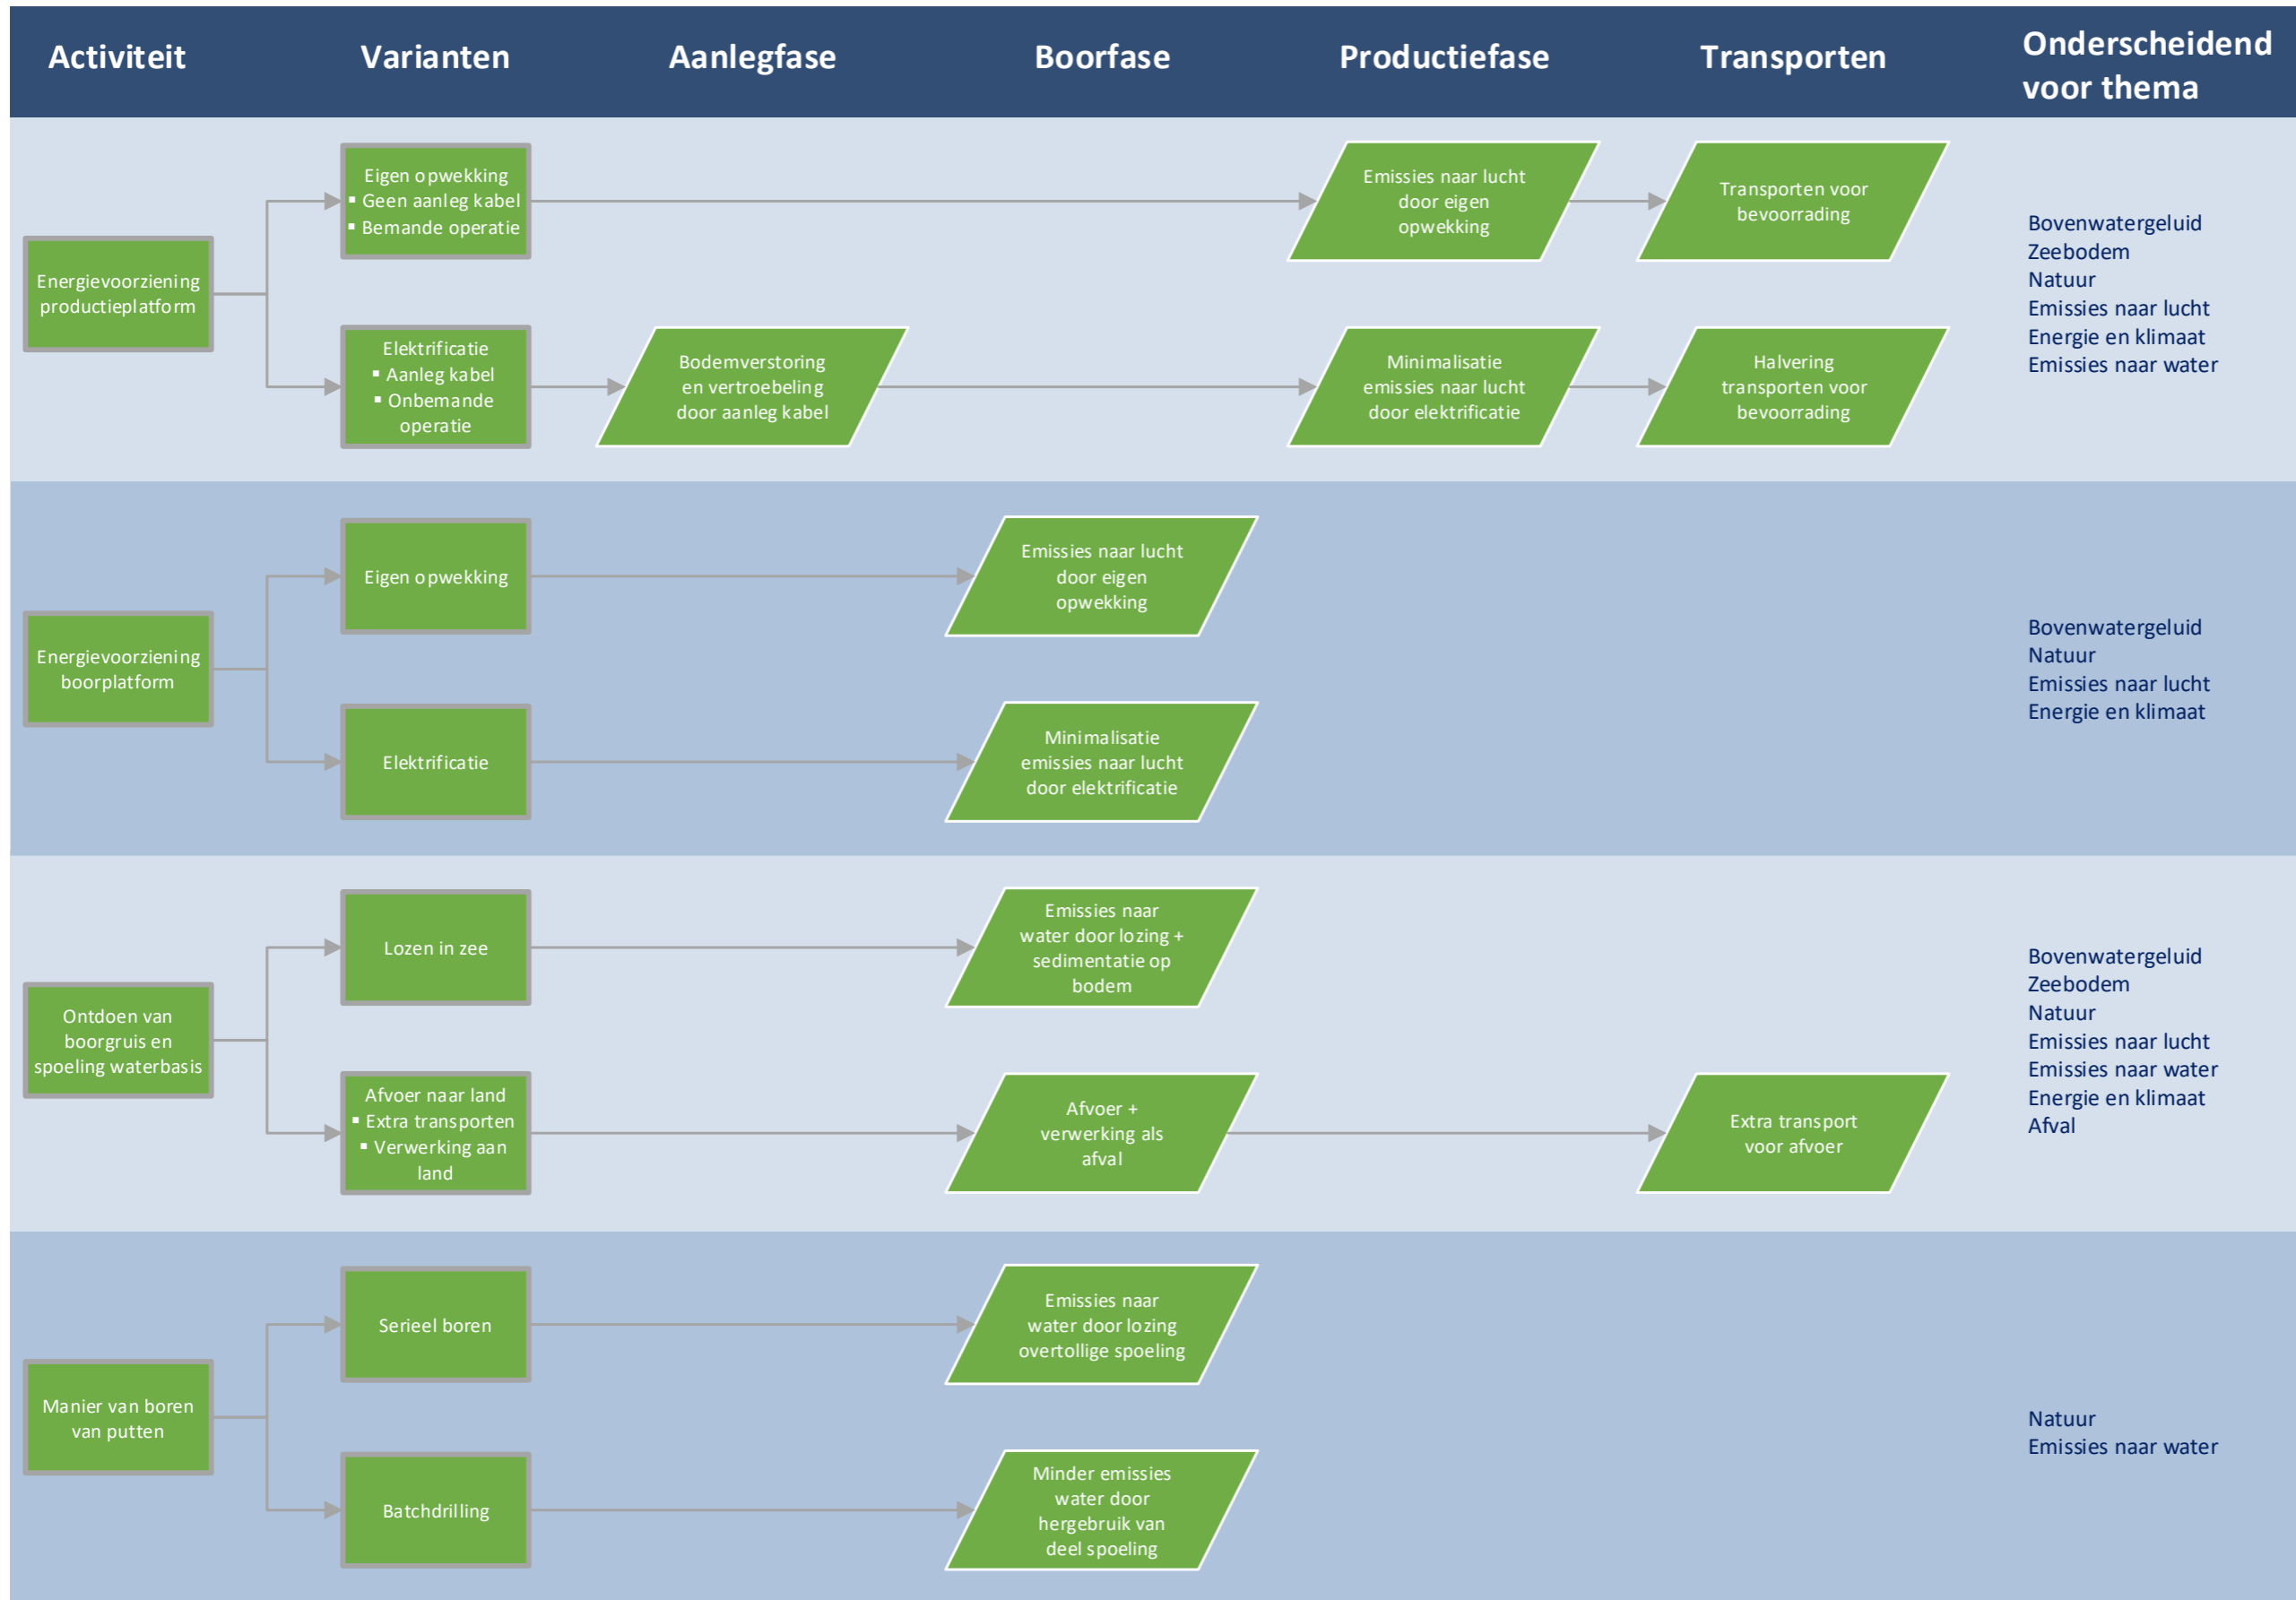 Activiteit
Varianten
Aanlegfase
Boorfase
Productiefase
Transporten
Onderscheidend
voor thema
Energievoorziening
productieplatform
Eigen opwekking
▪ Geen aanleg kabel
▪ Bemande operatie
Emissies naar lucht
door eigen
opwekking
Transporten voor
bevoorrading
Elektrificatie
▪ Aanleg kabel
▪ Onbemande
operatie
Bodemverstoring
en vertroebeling
door aanleg kabel
Minimalisatie
emissies naar lucht
door elektrificatie
Halvering
transporten voor
bevoorrading
Bovenwatergeluid
Zeebodem
Natuur
Emissies naar lucht
Energie en klimaat
Emissies naar water
Energievoorziening
boorplatform
Eigen opwekking
Emissies naar lucht
door eigen
opwekking
Elektrificatie
Minimalisatie
emissies naar lucht
door elektrificatie
Bovenwatergeluid
Natuur
Emissies naar lucht
Energie en klimaat
Ontdoen van
boorgruis en
spoeling waterbasis
Lozen in zee
Emissies naar
water door lozing +
sedimentatie op
bodem
Afvoer naar land
▪ Extra transporten
▪ Verwerking aan
land
Afvoer +
verwerking als
afval
Extra transport
voor afvoer
Bovenwatergeluid
Zeebodem
Natuur
Emissies naar lucht
Emissies naar water
Energie en klimaat
Afval
Manier van boren
van putten
Serieel boren
Emissies naar
water door lozing
overtollige spoeling
Batchdrilling
Minder emissies
water door
hergebruik van
deel spoeling
Natuur
Emissies naar water